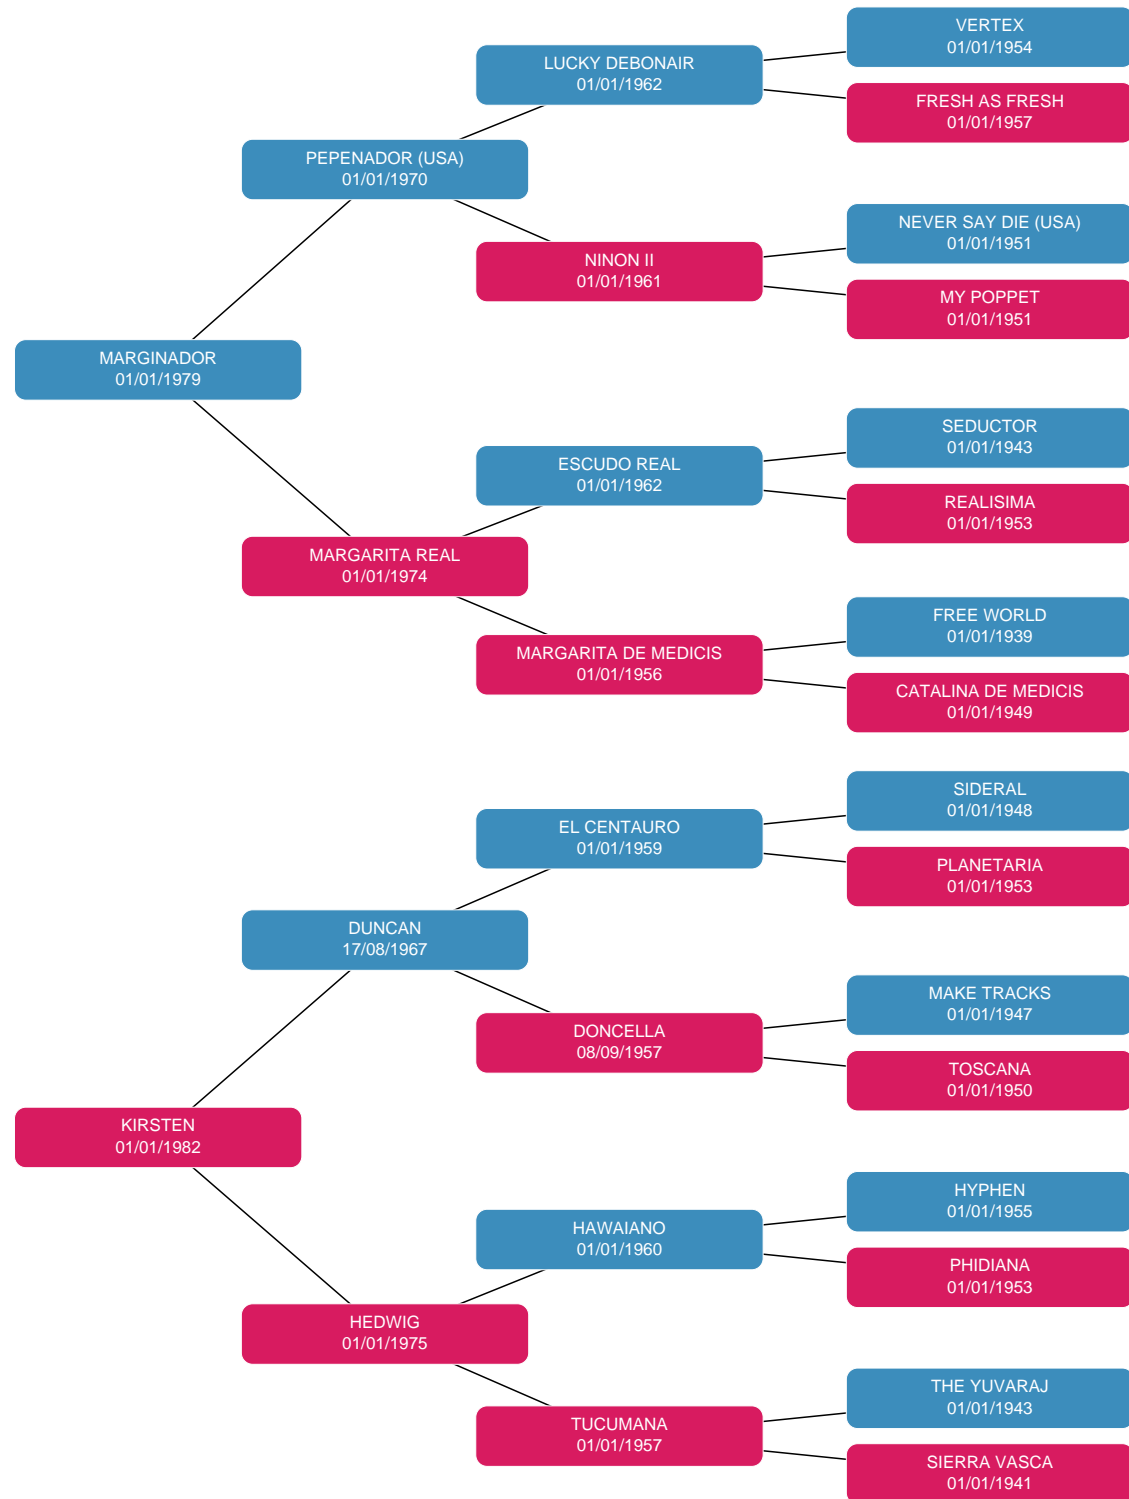 VERTEX
01/01/1954
LUCKY DEBONAIR
01/01/1962
FRESH AS FRESH
01/01/1957
PEPENADOR (USA)
01/01/1970
NEVER SAY DIE (USA)
01/01/1951
NINON II
01/01/1961
MY POPPET
01/01/1951
MARGINADOR
01/01/1979
SEDUCTOR
01/01/1943
ESCUDO REAL
01/01/1962
REALISIMA
01/01/1953
MARGARITA REAL
01/01/1974
FREE WORLD
01/01/1939
MARGARITA DE MEDICIS
01/01/1956
CATALINA DE MEDICIS
01/01/1949
SIDERAL
01/01/1948
EL CENTAURO
01/01/1959
PLANETARIA
01/01/1953
DUNCAN
17/08/1967
MAKE TRACKS
01/01/1947
DONCELLA
08/09/1957
TOSCANA
01/01/1950
KIRSTEN
01/01/1982
HYPHEN
01/01/1955
HAWAIANO
01/01/1960
PHIDIANA
01/01/1953
HEDWIG
01/01/1975
THE YUVARAJ
01/01/1943
TUCUMANA
01/01/1957
SIERRA VASCA
01/01/1941